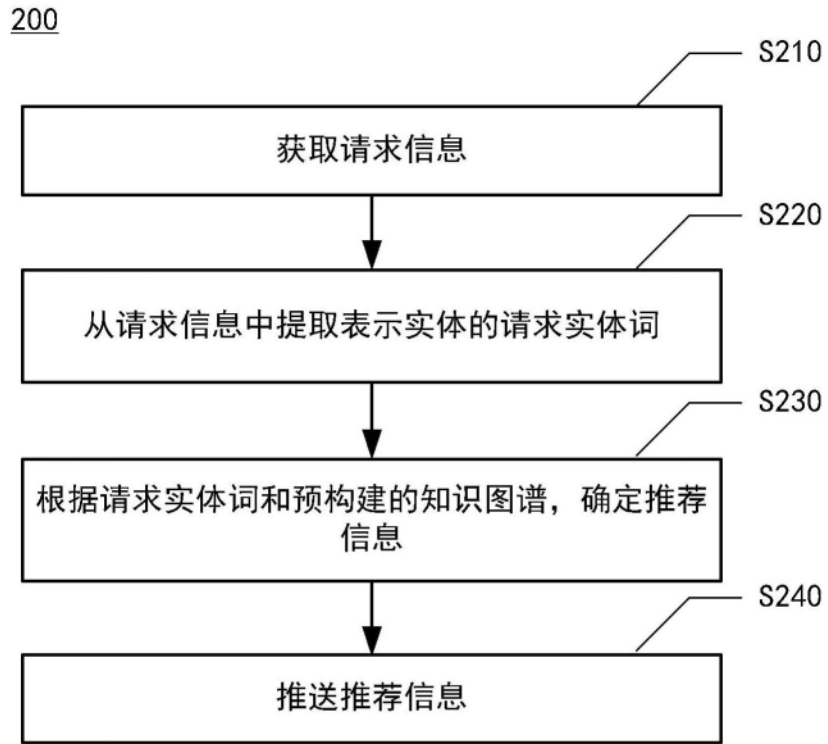 200
S210
获取请求信息
S220
从请求信息中提取表示实体的请求实体词
S230
根据请求实体词和预构建的知识图谱，确定推荐
信息
S240
推送推荐信息